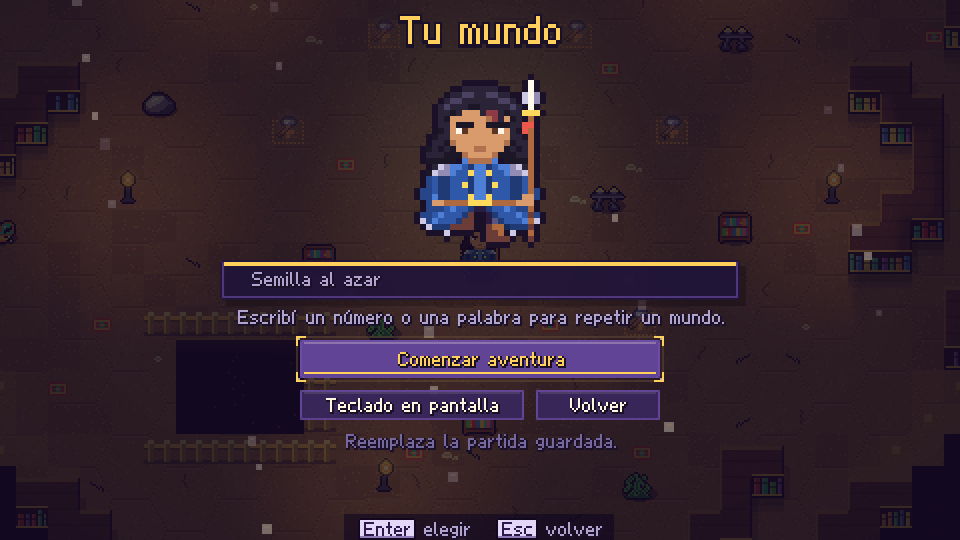 Tu mundo
Semilla al azar
Escribí un número o una palabra para repetir un mundo.
Comenzar aventura
Teclado en pantalla
Volver
Reemplaza la partida guardada.
Enter elegir Esc volver